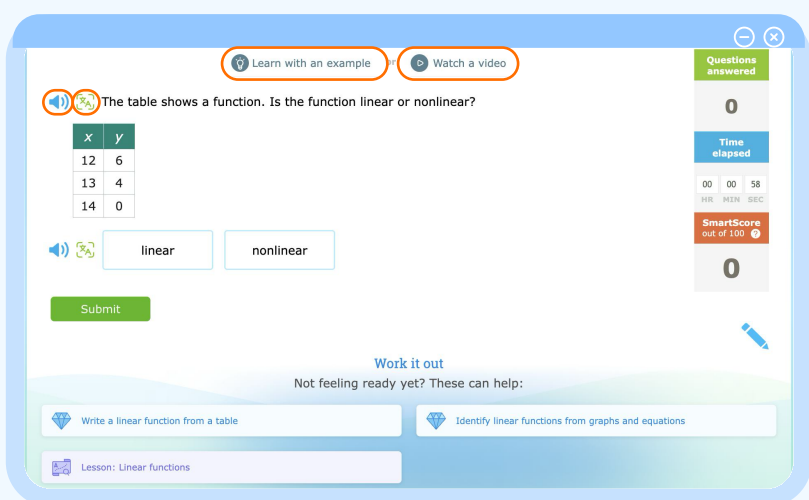 Learn with an example or Watch a video
Questions answered
0
The table shows a function. Is the function linear or nonlinear?
x y
12 6
13 4
14 0
Time elapsed
00 00 58
HR MIN SEC
SmartScore
out of 100 ?
0
linear nonlinear
Submit
Work it out
Not feeling ready yet? These can help:
Write a linear function from a table
Identify linear functions from graphs and equations
Lesson: Linear functions